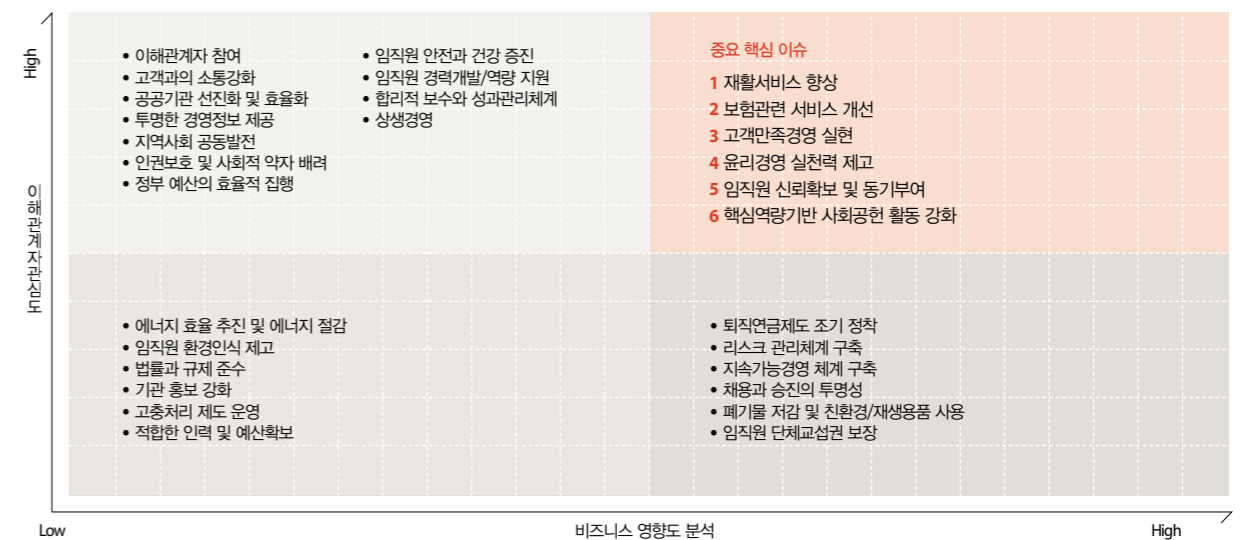 High
이해관계자관심도
• 이해관계자 참여
• 고객과의 소통강화
• 공공기관 선진화 및 효율화
• 투명한 경영정보 제공
• 지역사회 공동발전
• 인권보호 및 사회적 약자 배려
• 정부 예산의 효율적 집행
• 임직원 안전과 건강 증진
• 임직원 경력개발/역량 지원
• 합리적 보수와 성과관리체계
• 상생경영
중요 핵심 이슈
1 재활서비스 향상
2 보험관련 서비스 개선
3 고객만족경영 실현
4 윤리경영 실천력 제고
5 임직원 신뢰확보 및 동기부여
6 핵심역량기반 사회공헌 활동 강화
• 에너지 효율 추진 및 에너지 절감
• 임직원 환경인식 제고
• 법률과 규제 준수
• 기관 홍보 강화
• 고충처리 제도 운영
• 적합한 인력 및 예산확보
• 퇴직연금제도 조기 정착
• 리스크 관리체계 구축
• 지속가능경영 체계 구축
• 채용과 승진의 투명성
• 폐기물 저감 및 친환경/재생용품 사용
• 임직원 단체교섭권 보장
Low
비즈니스 영향도 분석
High